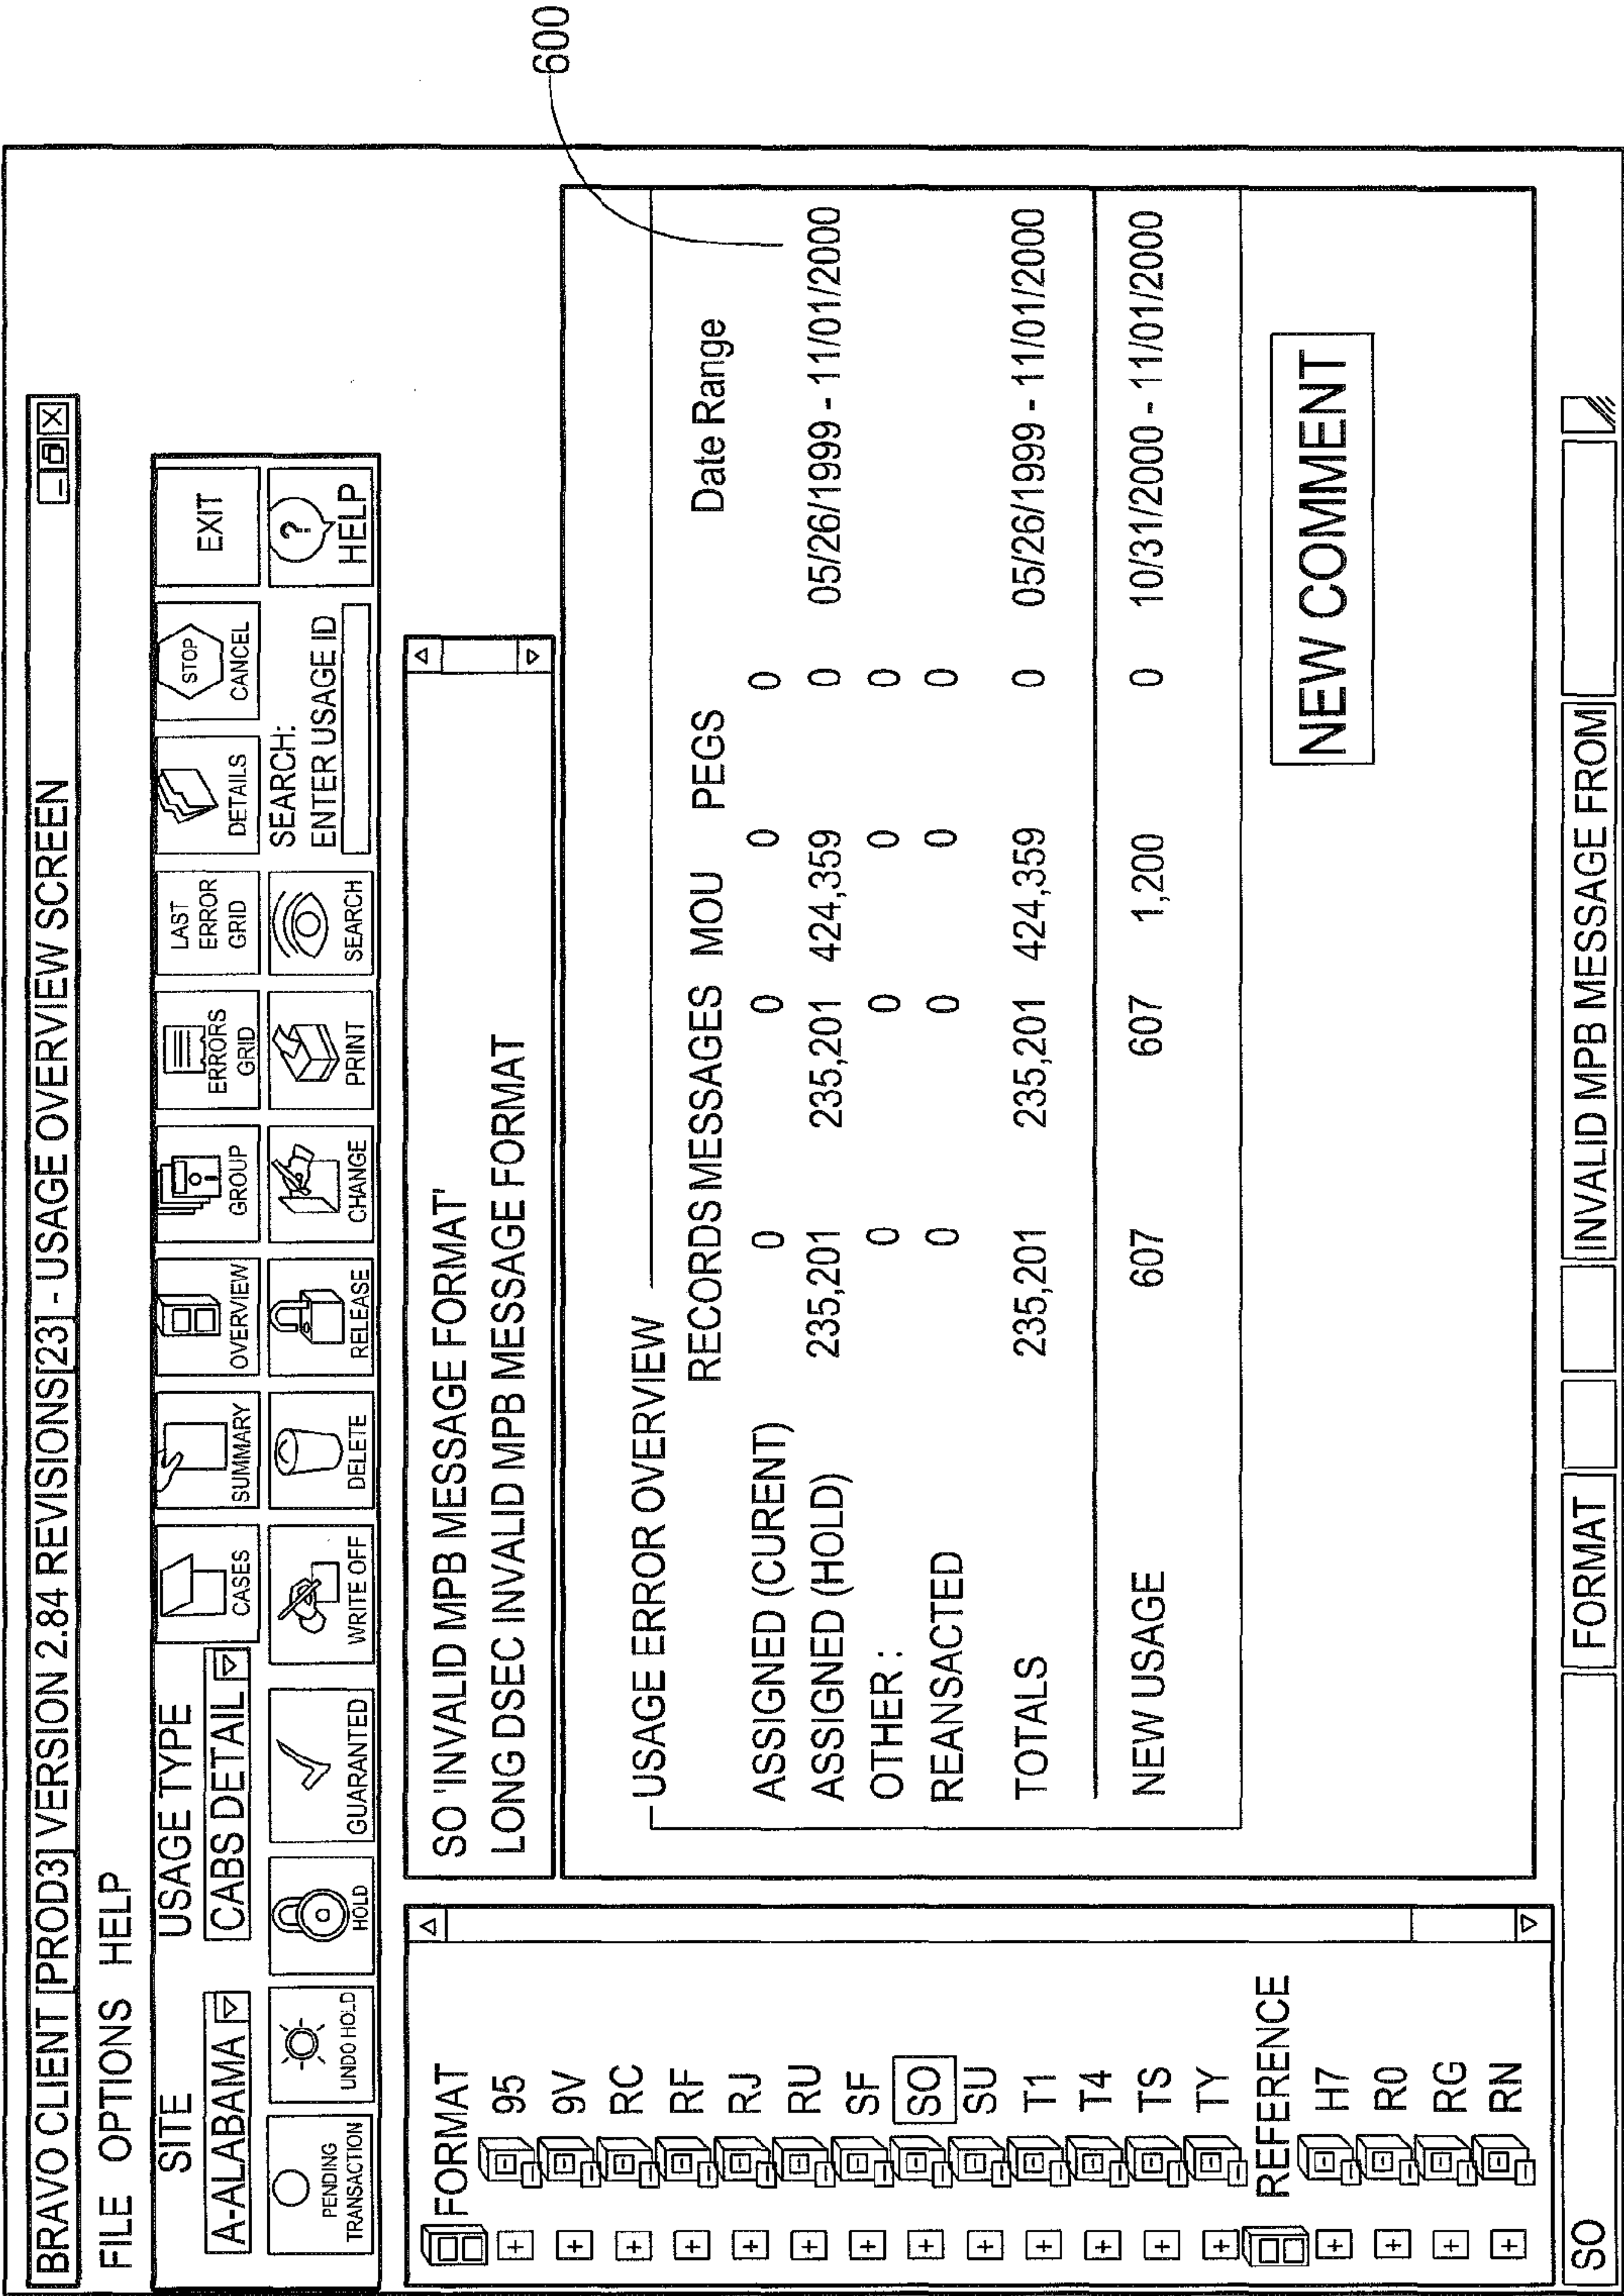 BRAVO CLIENT [PROD3] VERSION 2.84 REVISIONS[23] - USAGE OVERVIEW SCREEN
FILE OPTIONS HELP
SITE USAGE TYPE
A-ALABAMA CABS DETAIL
CASES SUMMARY OVERVIEW GROUP ERRORS GRID LAST ERROR GRID DETAILS STOP CANCEL EXIT
PENDING TRANSACTION UNDO HOLD HOLD GUARANTED WRITE OFF DELETE RELEASE CHANGE PRINT SEARCH
SEARCH:
ENTER USAGE ID
? HELP
FORMAT
95
9V
RC
RF
RJ
RU
SF
SO
SU
T1
T4
TS
TY
REFERENCE
H7
R0
RG
RN
SO 'INVALID MPB MESSAGE FORMAT'
LONG DSEC INVALID MPB MESSAGE FORMAT
600
USAGE ERROR OVERVIEW
RECORDS MESSAGES MOU PEGS Date Range
ASSIGNED (CURENT) 0 0 0 0
ASSIGNED (HOLD) 235,201 235,201 424,359 0 05/26/1999 - 11/01/2000
OTHER : 0 0 0 0
REANSACTED 0 0 0 0
TOTALS 235,201 235,201 424,359 0 05/26/1999 - 11/01/2000
NEW USAGE 607 607 1,200 0 10/31/2000 - 11/01/2000
NEW COMMENT
SO FORMAT INVALID MPB MESSAGE FROM